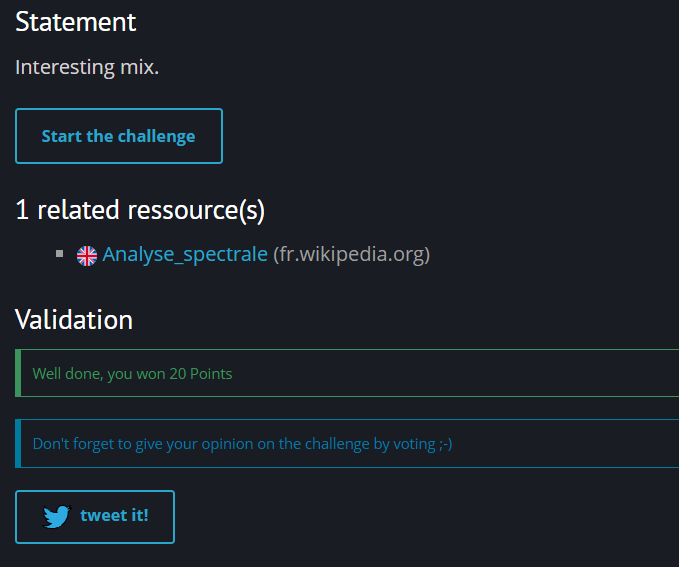 Statement
Interesting mix.
Start the challenge
1 related ressource(s)
Analyse_spectrale (fr.wikipedia.org)
Validation
Well done, you won 20 Points
Don't forget to give your opinion on the challenge by voting ;-)
tweet it!